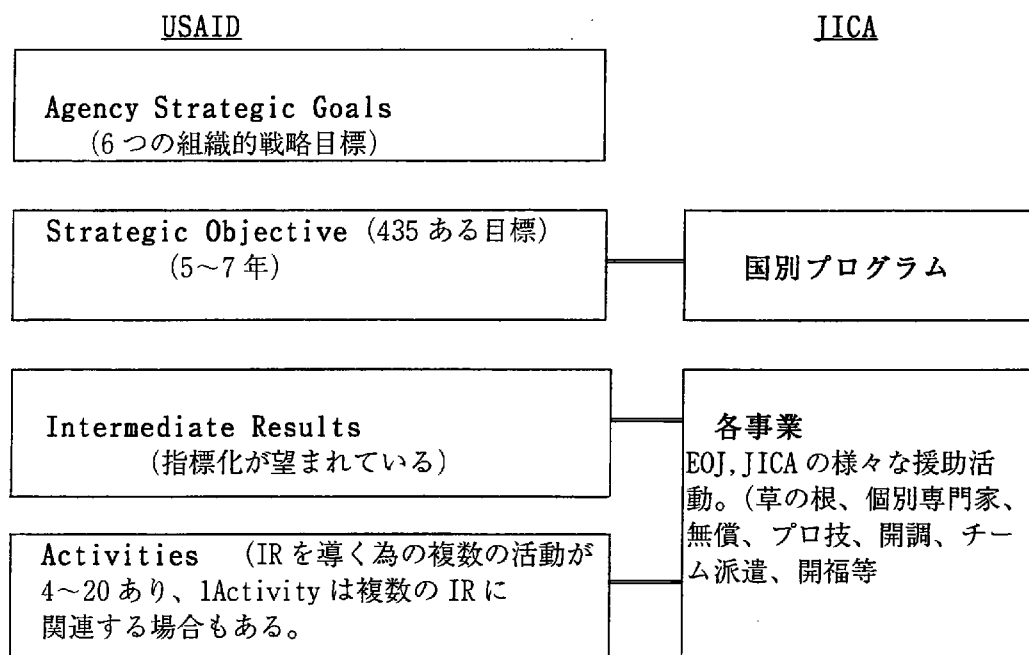 USAID
JICA
Agency Strategic Goals
(6つの組織的戦略目標)
Strategic Objective (435ある目標)
(5～7年)
国別プログラム
Intermediate Results
(指標化が望まれている)
Activities (IRを導く為の複数の活動が
4～20あり、1Activityは複数のIRに
関連する場合もある。
各事業
EOJ,JICAの様々な援助活
動。(草の根、個別専門家、
無償、プロ技、開調、チー
ム派遣、開福等